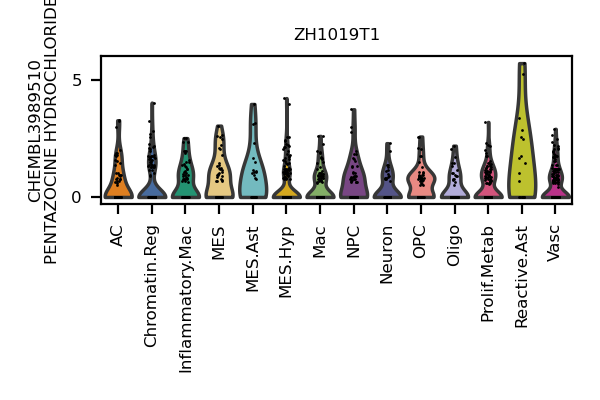 ZH1019T1
CHEMBL3989510
PENTAZOCINE HYDROCHLORIDE
5
0
AC
Chromatin.Reg
Inflammatory.Mac
MES
MES.Ast
MES.Hyp
Mac
NPC
Neuron
OPC
Oligo
Prolif.Metab
Reactive.Ast
Vasc